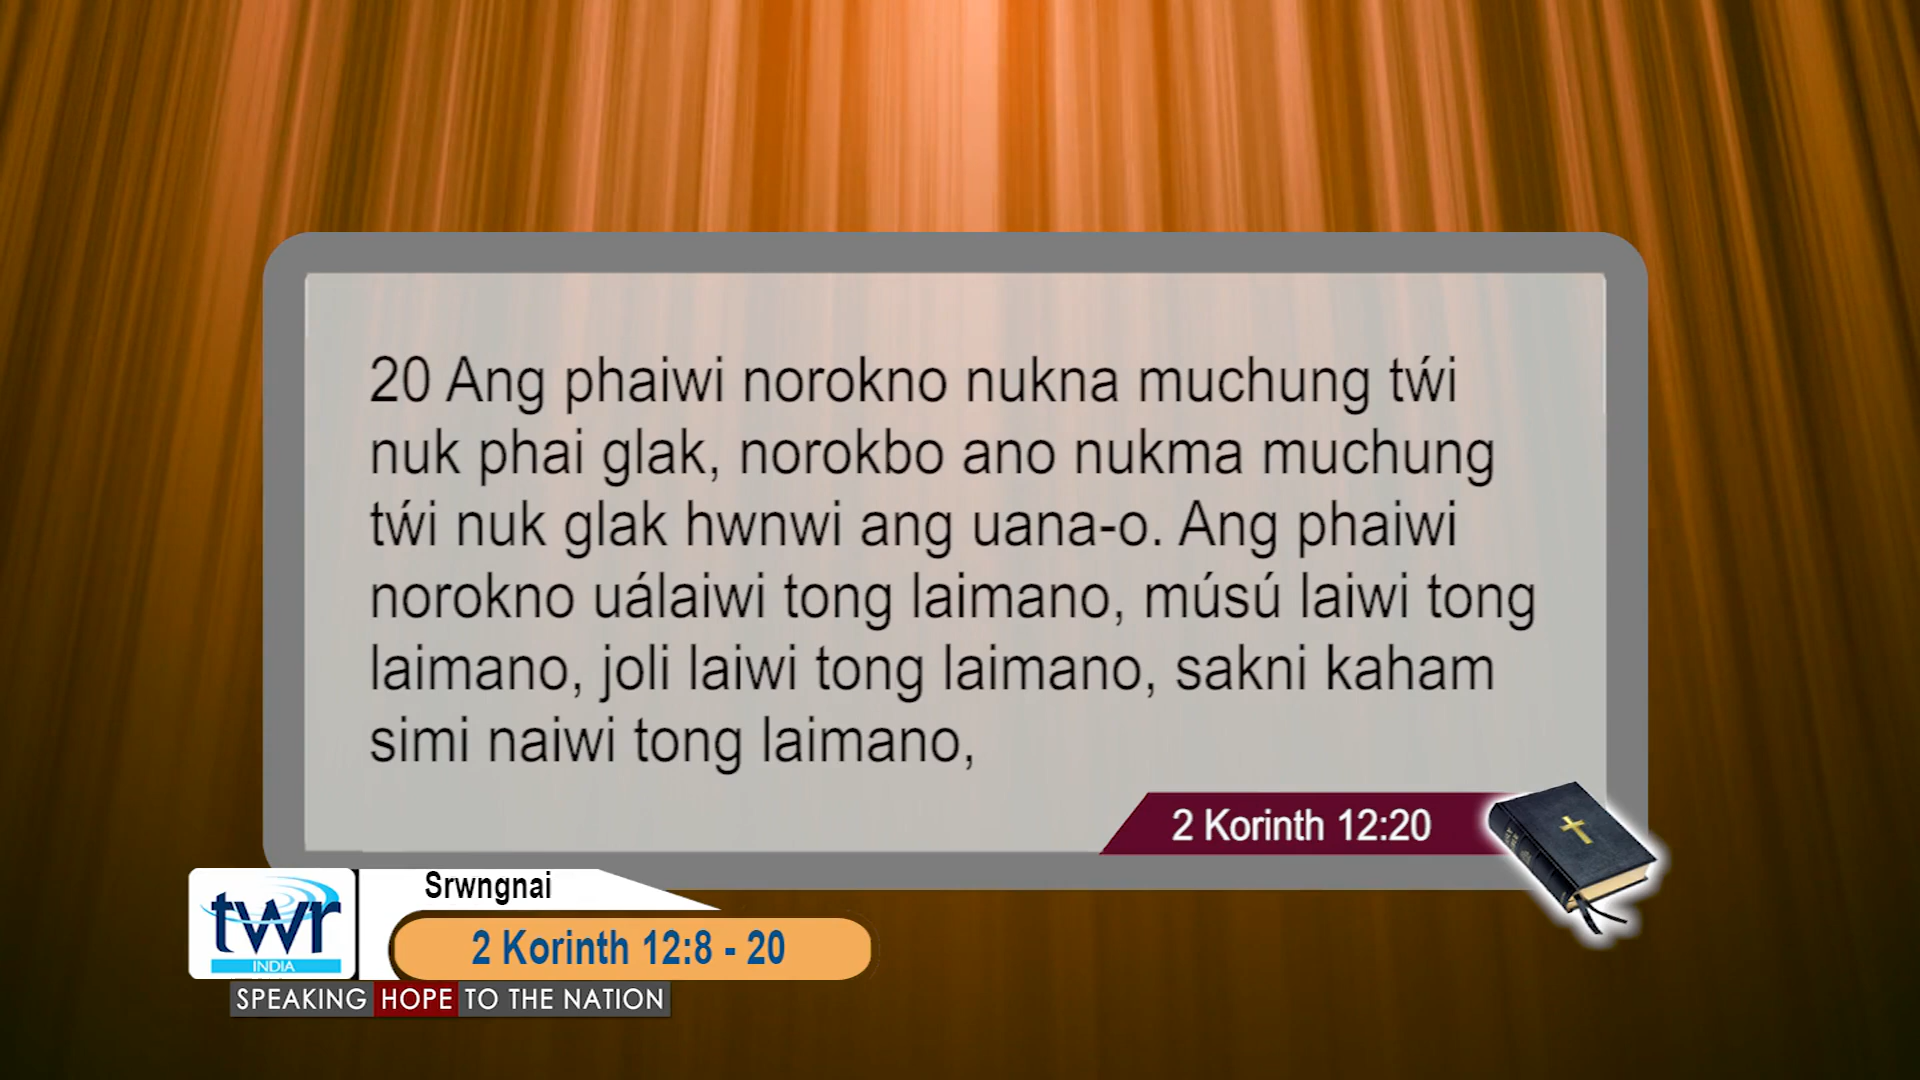 20 Ang phaiwi norokno nukna muchung tẃi
nuk phai glak, norokbo ano nukma muchung
tẃi nuk glak hwnwi ang uana-o. Ang phaiwi
norokno uálaiwi tong laimano, músú laiwi tong
laimano, joli laiwi tong laimano, sakni kaham
simi naiwi tong laimano,
2 Korinth 12:20
Srwngnai
2 Korinth 12:8 - 20
twr
INDIA
SPEAKING HOPE TO THE NATION